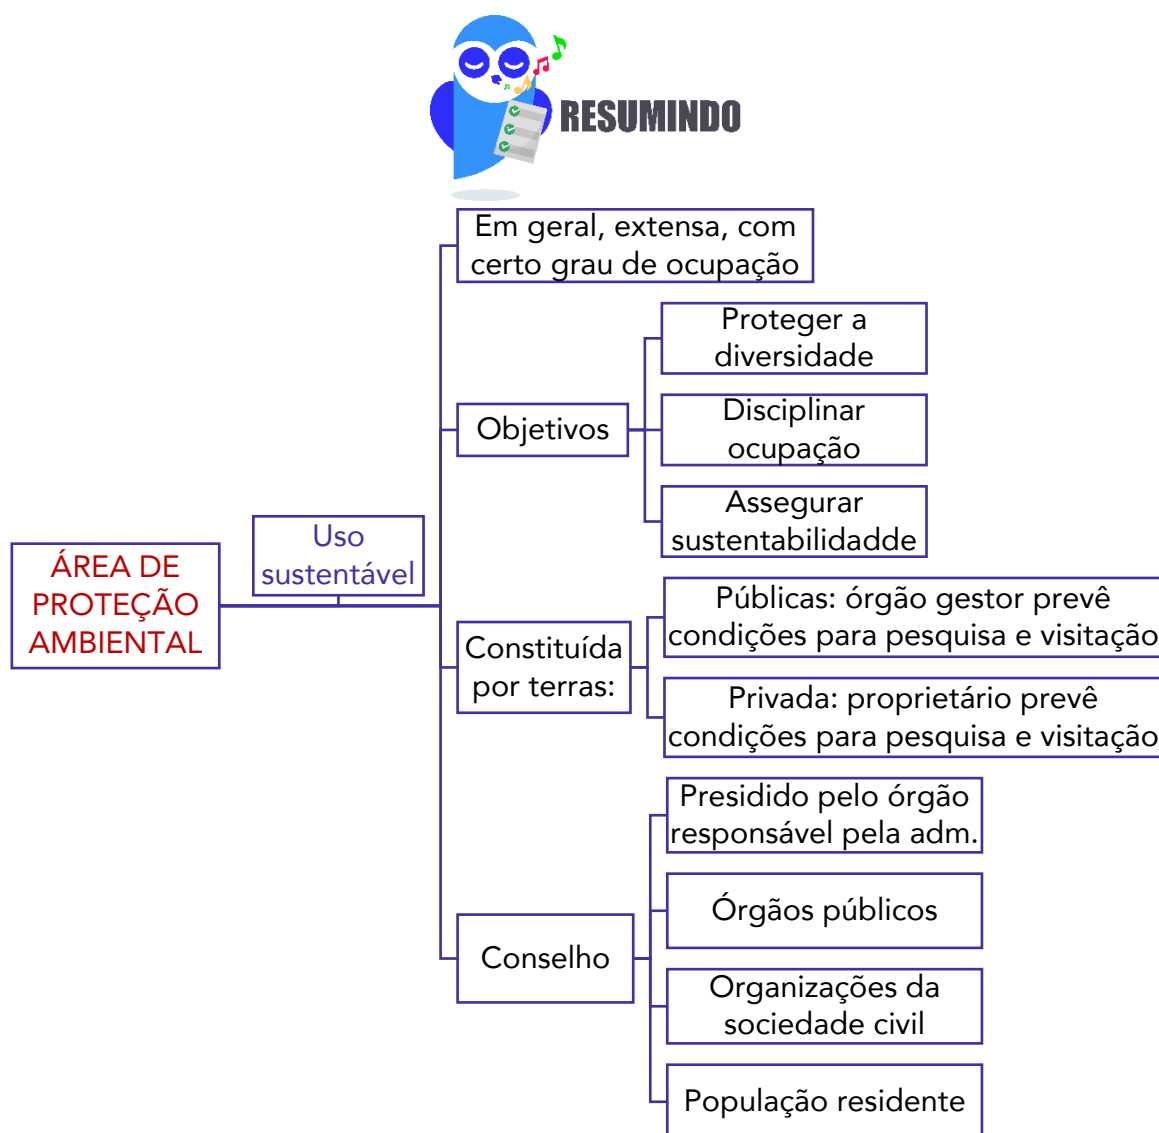 RESUMINDO
Em geral, extensa, com
certo grau de ocupação
Proteger a
diversidade
Objetivos
Disciplinar
ocupação
Assegurar
sustentabilidadde
Uso
sustentável
ÁREA DE
PROTEÇÃO
AMBIENTAL
Constituída
por terras:
Públicas: órgão gestor prevê
condições para pesquisa e visitação
Privada: proprietário prevê
condições para pesquisa e visitação
Conselho
Presidido pelo órgão
responsável pela adm.
Órgãos públicos
Organizações da
sociedade civil
População residente